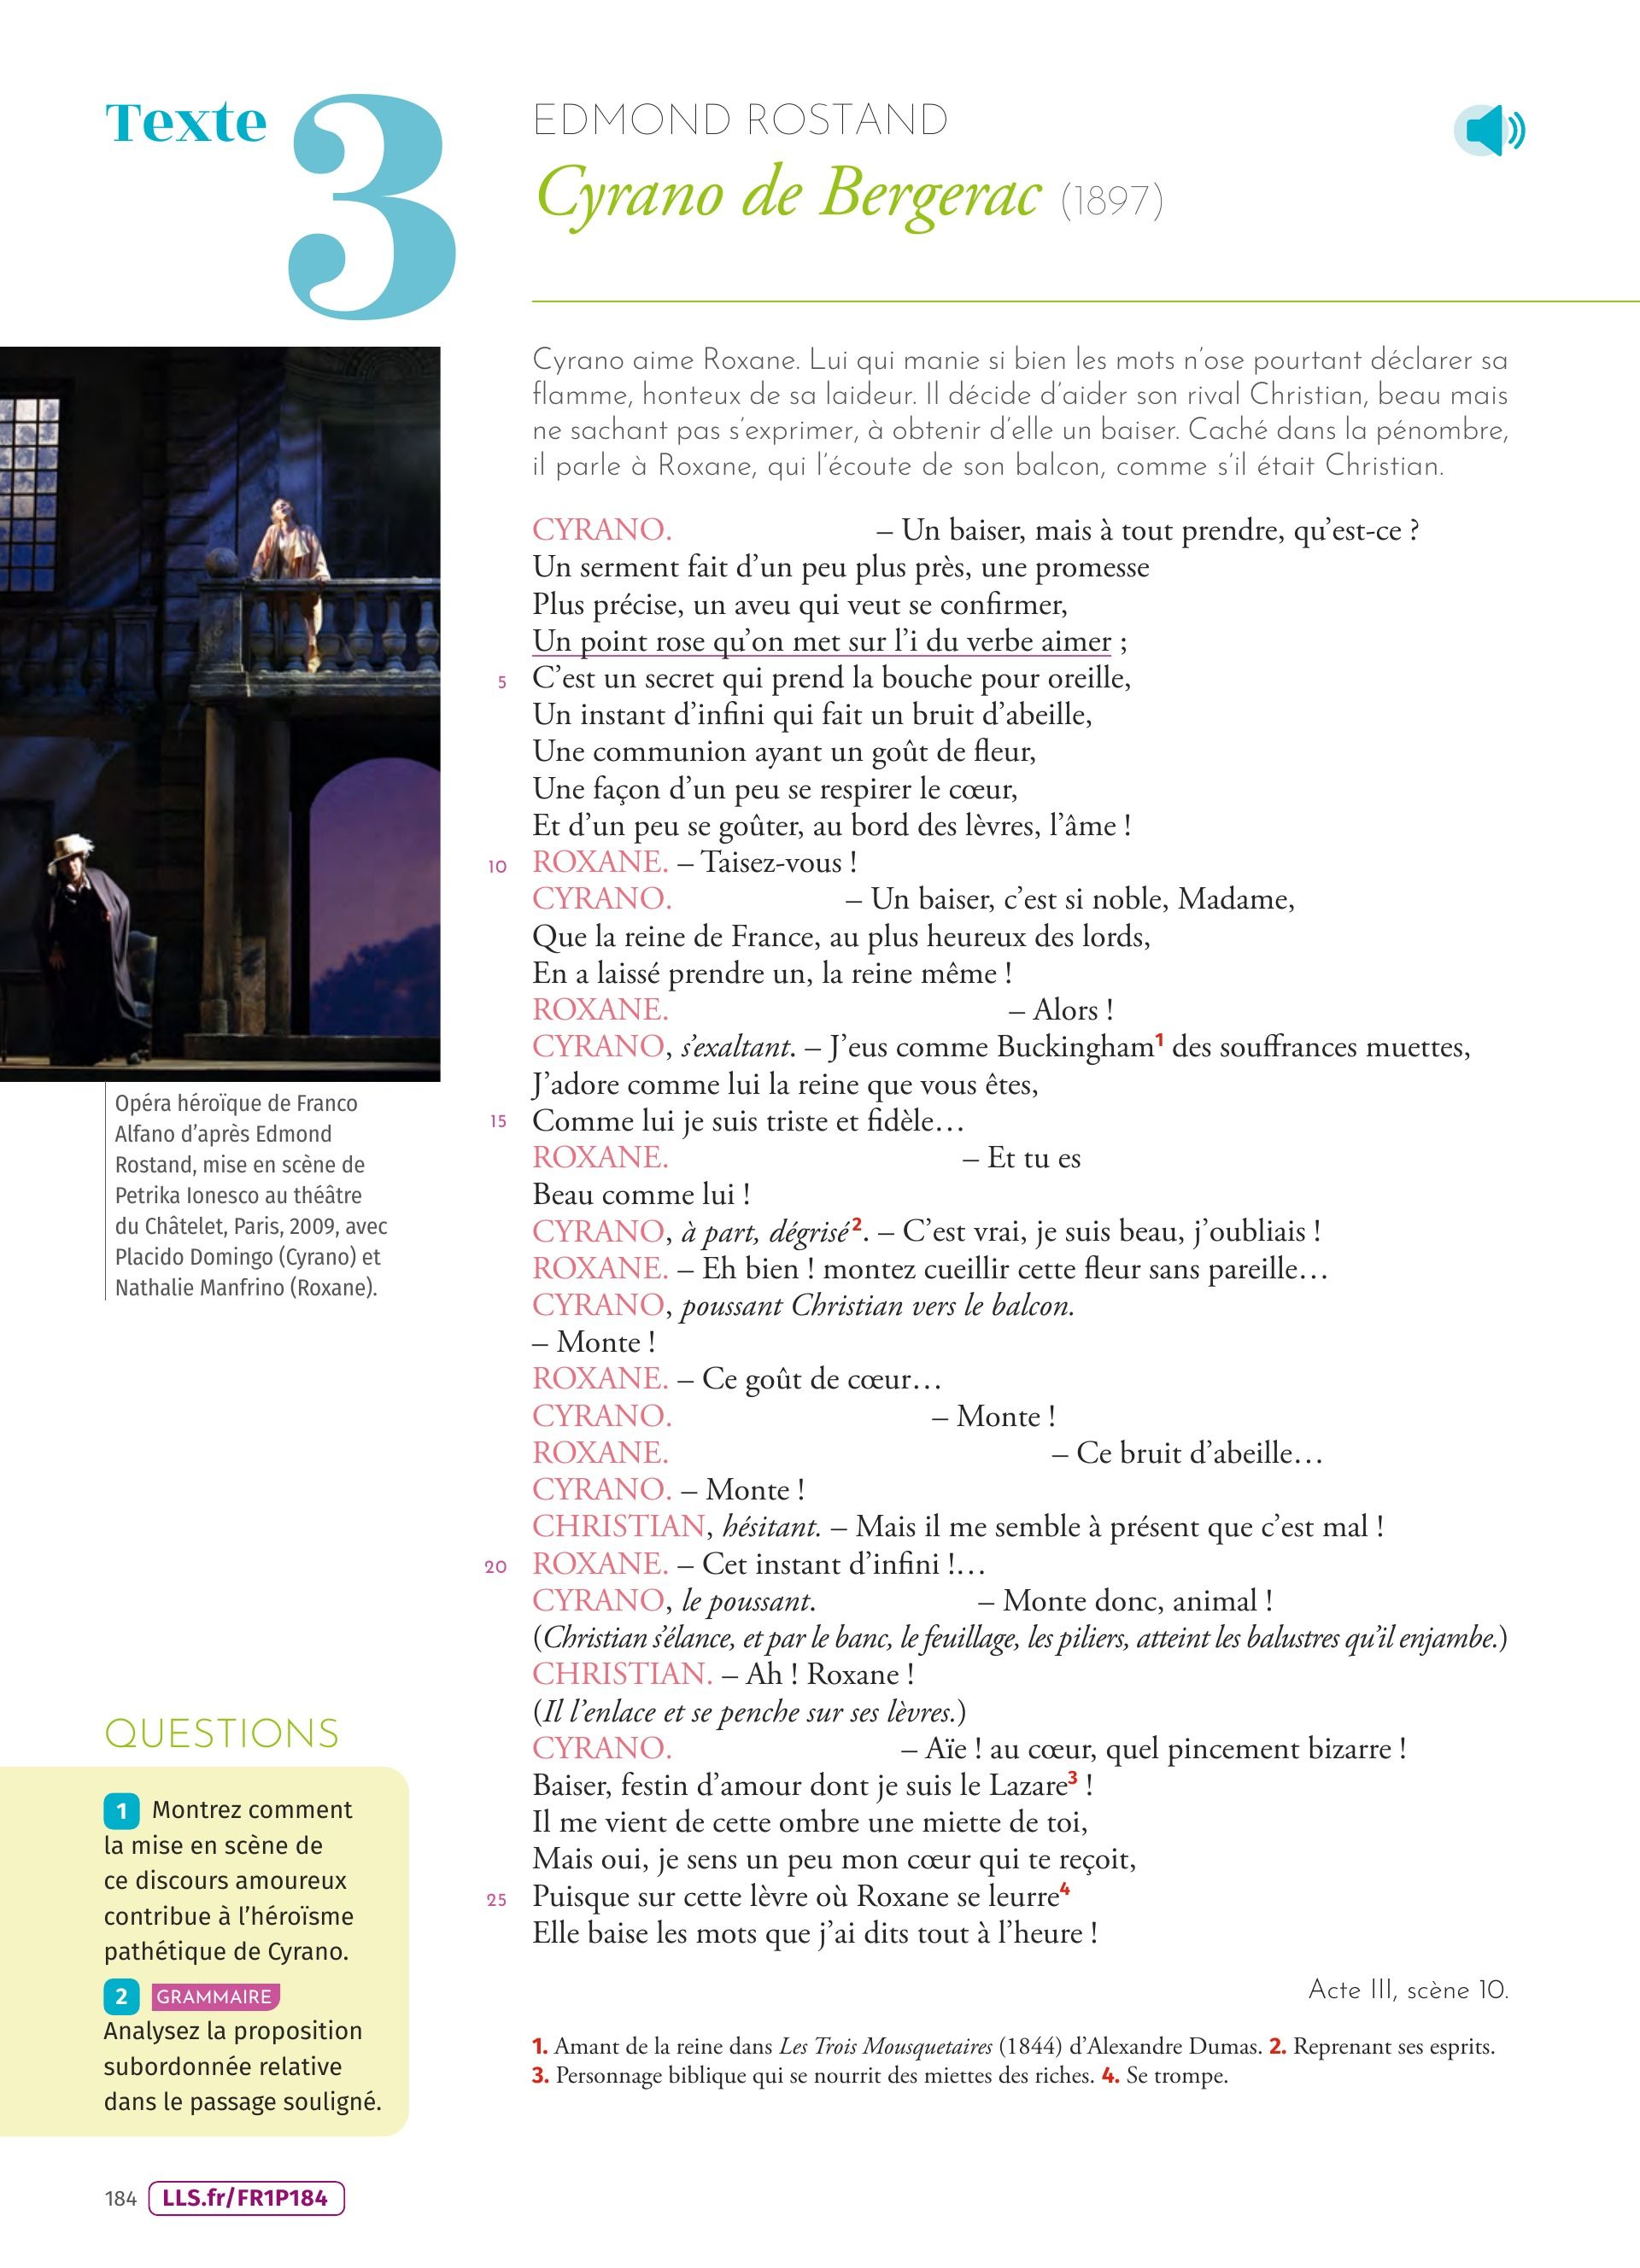 Texte 3
EDMOND ROSTAND
Cyrano de Bergerac (1897)
Cyrano aime Roxane. Lui qui manie si bien les mots n’ose pourtant déclarer sa
flamme, honteux de sa laideur. Il décide d’aider son rival Christian, beau mais
ne sachant pas s’exprimer, à obtenir d’elle un baiser. Caché dans la pénombre,
il parle à Roxane, qui l’écoute de son balcon, comme s’il était Christian.
CYRANO. – Un baiser, mais à tout prendre, qu’est-ce ?
Un serment fait d’un peu plus près, une promesse
Plus précise, un aveu qui veut se confirmer,
Un point rose qu’on met sur l’i du verbe aimer ;
5 C’est un secret qui prend la bouche pour oreille,
Un instant d’infini qui fait un bruit d’abeille,
Une communion ayant un goût de fleur,
Une façon d’un peu se respirer le cœur,
Et d’un peu se goûter, au bord des lèvres, l’âme !
10 ROXANE. – Taisez-vous !
CYRANO. – Un baiser, c’est si noble, Madame,
Que la reine de France, au plus heureux des lords,
En a laissé prendre un, la reine même !
ROXANE. – Alors !
CYRANO, s’exaltant. – J’eus comme Buckingham1 des souffrances muettes,
J’adore comme lui la reine que vous êtes,
15 Comme lui je suis triste et fidèle…
ROXANE. – Et tu es
Beau comme lui !
CYRANO, à part, dégrisé2. – C’est vrai, je suis beau, j’oubliais !
ROXANE. – Eh bien ! montez cueillir cette fleur sans pareille…
CYRANO, poussant Christian vers le balcon.
– Monte !
ROXANE. – Ce goût de cœur…
CYRANO. – Monte !
ROXANE. – Ce bruit d’abeille…
CYRANO. – Monte !
CHRISTIAN, hésitant. – Mais il me semble à présent que c’est mal !
20 ROXANE. – Cet instant d’infini !…
CYRANO, le poussant. – Monte donc, animal !
(Christian s’élance, et par le banc, le feuillage, les piliers, atteint les balustres qu’il enjambe.)
CHRISTIAN. – Ah ! Roxane !
(Il l’enlace et se penche sur ses lèvres.)
CYRANO. – Aïe ! au cœur, quel pincement bizarre !
Baiser, festin d’amour dont je suis le Lazare3 !
Il me vient de cette ombre une miette de toi,
Mais oui, je sens un peu mon cœur qui te reçoit,
25 Puisque sur cette lèvre où Roxane se leurre4
Elle baise les mots que j’ai dits tout à l’heure !
Acte III, scène 10.
1. Amant de la reine dans Les Trois Mousquetaires (1844) d’Alexandre Dumas. 2. Reprenant ses esprits.
3. Personnage biblique qui se nourrit des miettes des riches. 4. Se trompe.
Opéra héroïque de Franco
Alfano d’après Edmond
Rostand, mise en scène de
Petrika Ionesco au théâtre
du Châtelet, Paris, 2009, avec
Placido Domingo (Cyrano) et
Nathalie Manfrino (Roxane).
QUESTIONS
1 Montrez comment
la mise en scène de
ce discours amoureux
contribue à l’héroïsme
pathétique de Cyrano.
2 GRAMMAIRE
Analysez la proposition
subordonnée relative
dans le passage souligné.
184 LLS.fr/FR1P184